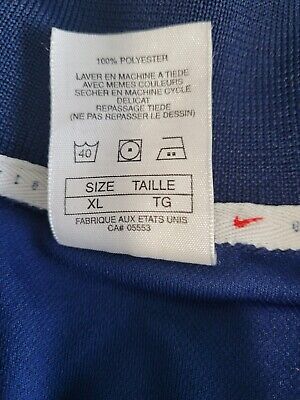 100% POLYESTER
LAVER EN MACHINE A TIEDE
AVEC MEMES COULEURS
SECHER EN MACHINE CYCLE
DELICAT
REPASSAGE TIEDE
(NE PAS REPASSER LE DESSIN)
40
SIZE TAILLE
XL TG
FABRIQUE AUX ETATS UNIS
CA# 05553